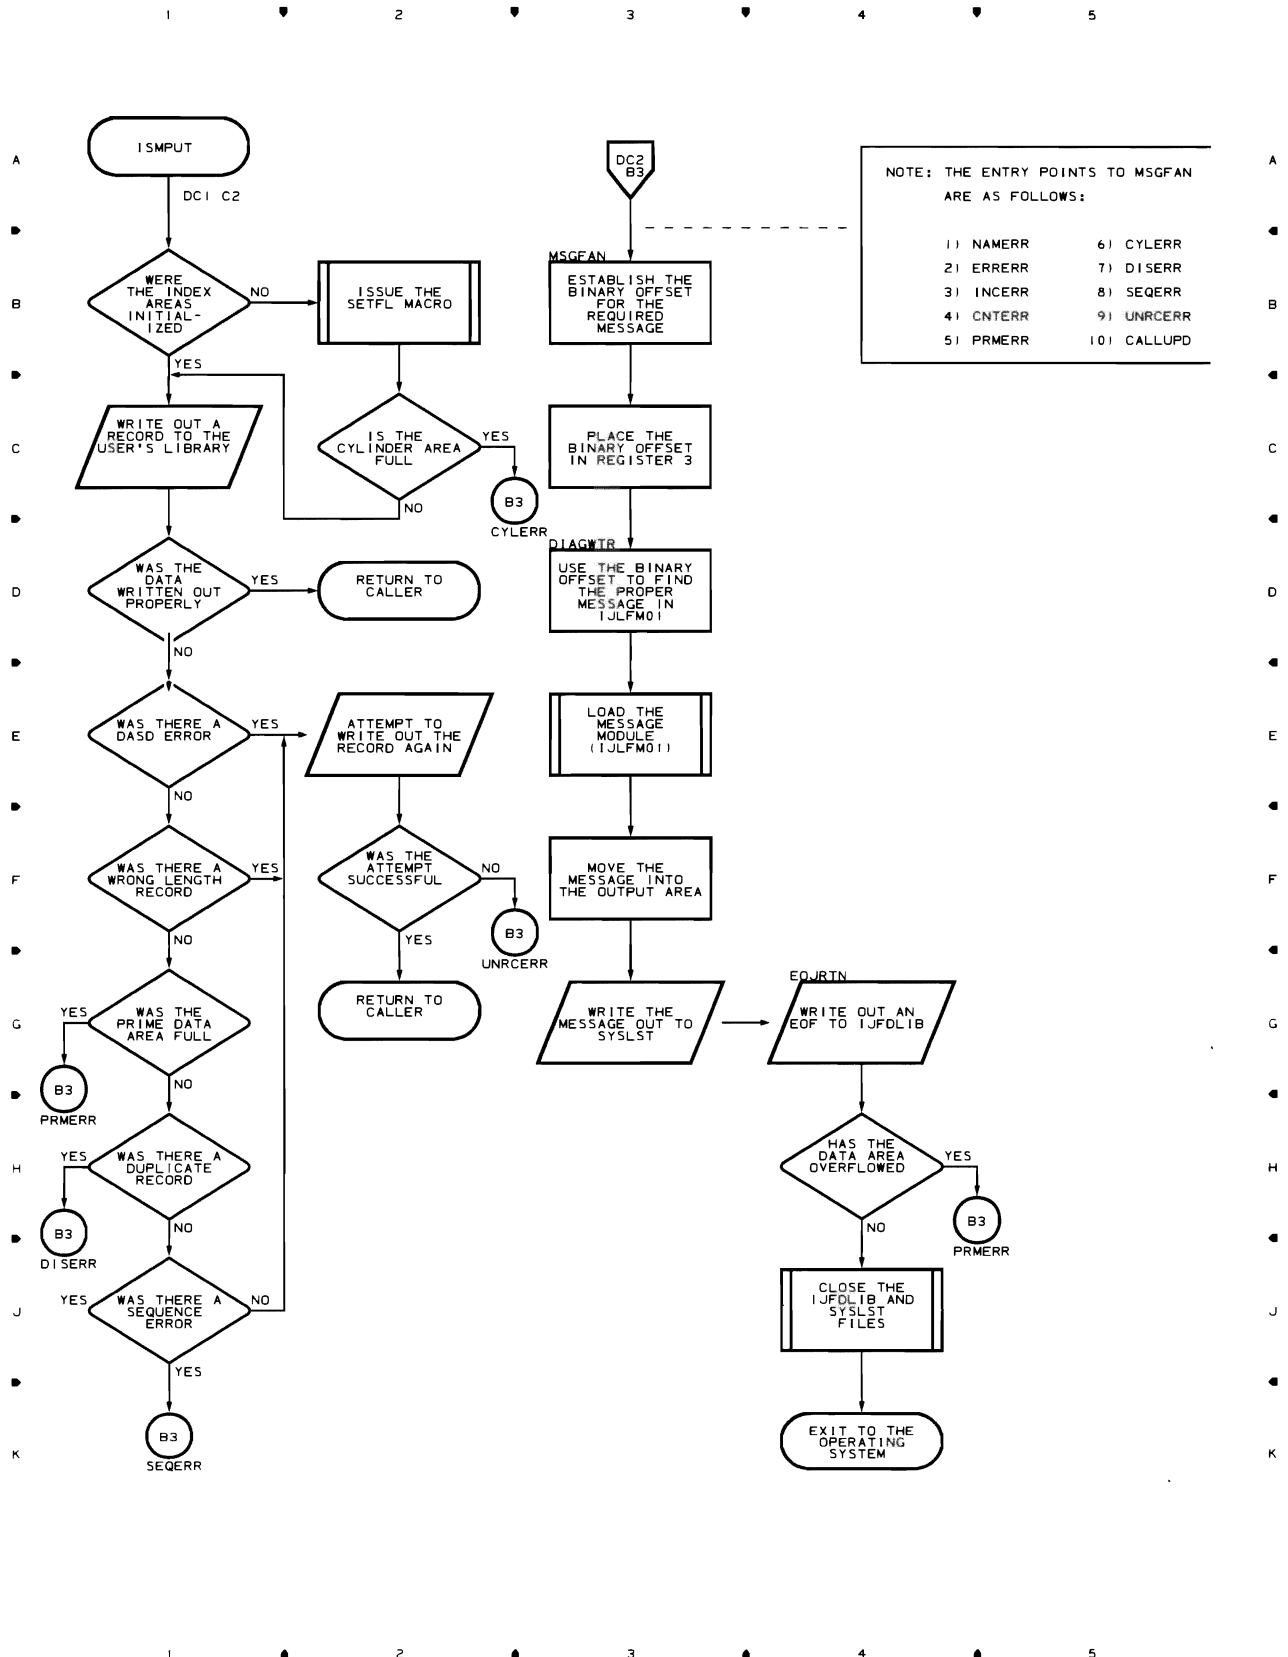 1 2 3 4 5
A A
ISMPUT
DC1 C2
DC2
B3
NOTE: THE ENTRY POINTS TO MSGFAN
ARE AS FOLLOWS:
1) NAMERR 6) CYLERR
2) ERRERR 7) DISERR
3) INCERR 8) SEQERR
4) CNTERR 9) UNRCERR
5) PRMERR 10) CALLUPD
B B
WERE
THE INDEX
AREAS
INITIAL-
IZED
NO
YES
ISSUE THE
SETFL MACRO
MSGFAN
ESTABLISH THE
BINARY OFFSET
FOR THE
REQUIRED
MESSAGE
C C
WRITE OUT A
RECORD TO THE
USER'S LIBRARY
IS THE
CYLINDER AREA
FULL
YES
NO
B3
CYLERR
PLACE THE
BINARY OFFSET
IN REGISTER 3
D D
WAS THE
DATA
WRITTEN OUT
PROPERLY
YES
NO
RETURN TO
CALLER
DIAGWTR
USE THE BINARY
OFFSET TO FIND
THE PROPER
MESSAGE IN
IJLFM01
E E
WAS THERE A
DASD ERROR
YES
NO
ATTEMPT TO
WRITE OUT THE
RECORD AGAIN
LOAD THE
MESSAGE
MODULE
(IJLFM01)
F F
WAS THERE A
WRONG LENGTH
RECORD
YES
NO
WAS THE
ATTEMPT
SUCCESSFUL
NO
YES
B3
UNRCERR
MOVE THE
MESSAGE INTO
THE OUTPUT AREA
G G
YES
WAS THE
PRIME DATA
AREA FULL
NO
B3
PRMERR
RETURN TO
CALLER
WRITE THE
MESSAGE OUT TO
SYSLST
EOJRTN
WRITE OUT AN
EOF TO IJFDLIB
H H
YES
WAS THERE A
DUPLICATE
RECORD
NO
B3
DISERR
HAS THE
DATA AREA
OVERFLOWED
YES
NO
B3
PRMERR
J J
YES
WAS THERE A
SEQUENCE
ERROR
NO
YES
CLOSE THE
IJFDLIB AND
SYSLST
FILES
K K
B3
SEQERR
EXIT TO THE
OPERATING
SYSTEM
1 2 3 4 5